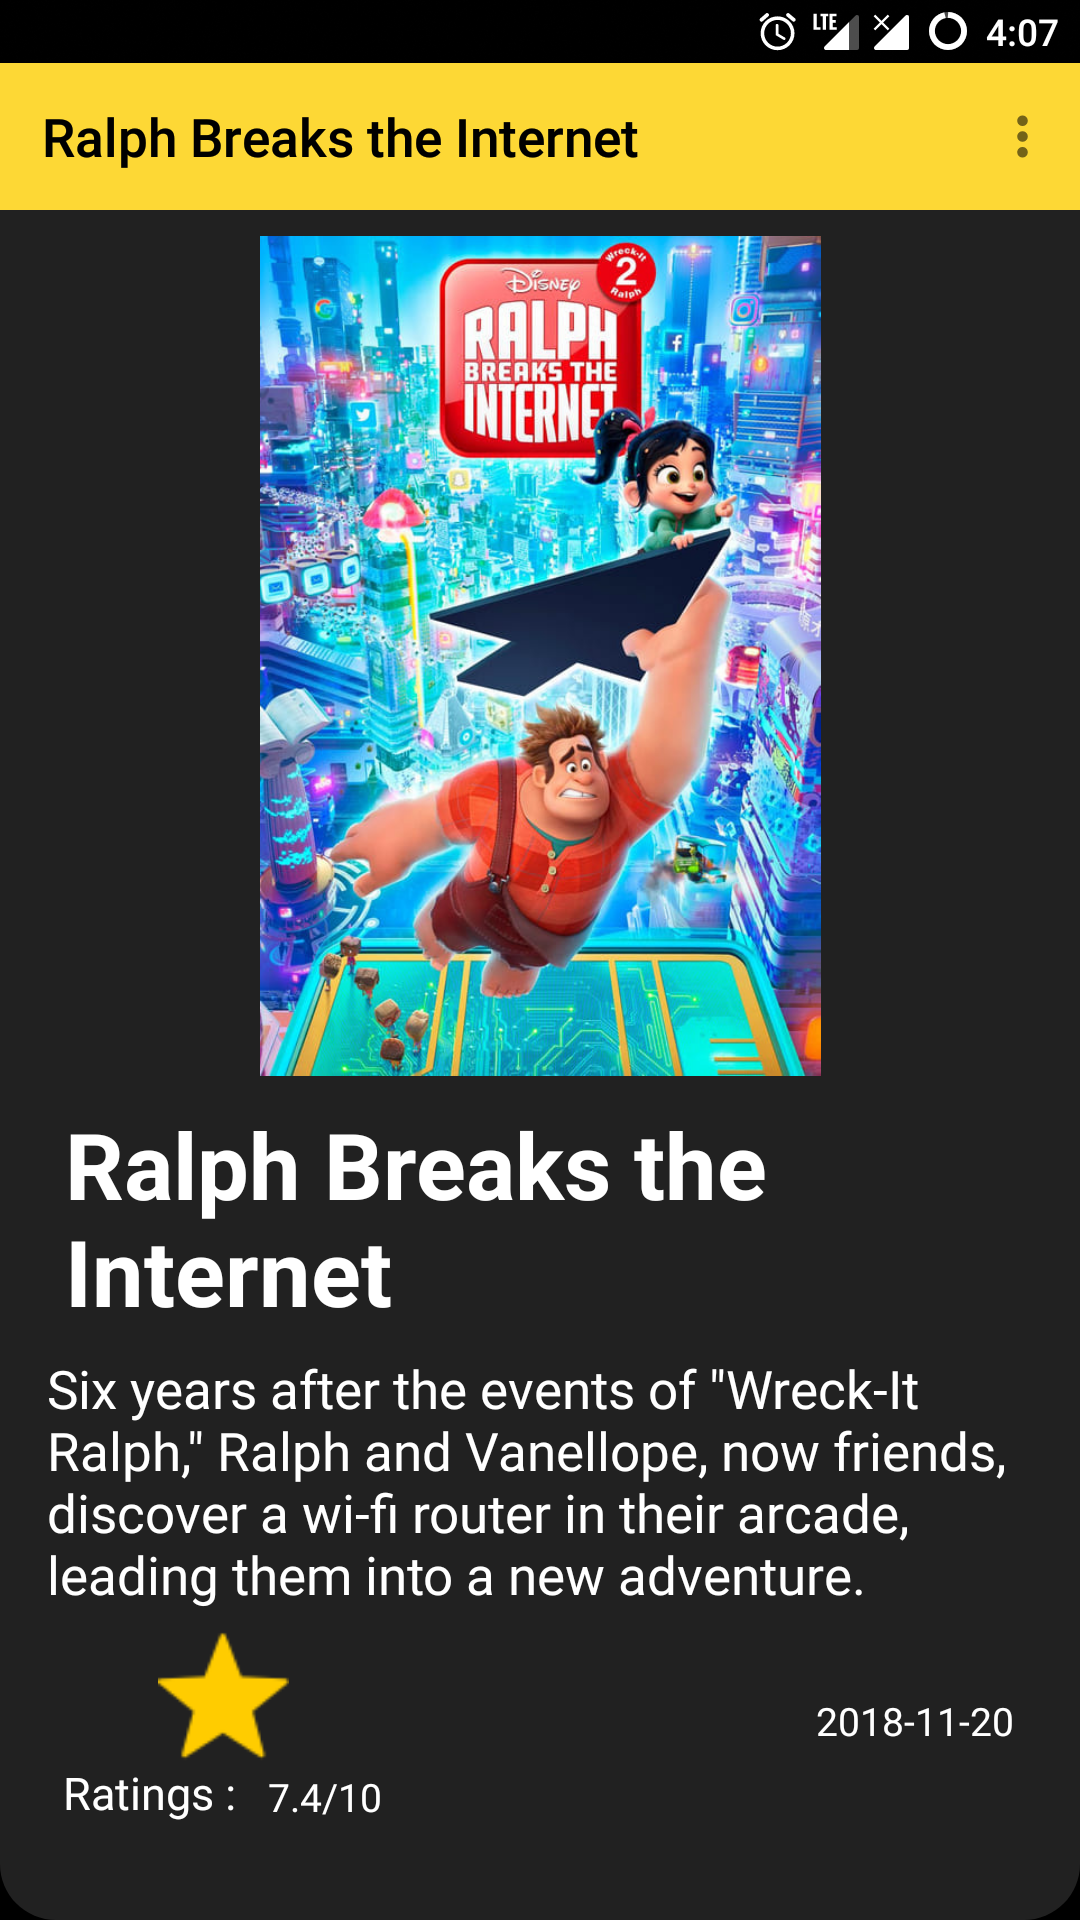 LTE 4:07
Ralph Breaks the Internet
Wreck-It
2
Ralph
Disney
RALPH
BREAKS THE
INTERNET
Ralph Breaks the
Internet
Six years after the events of "Wreck-It
Ralph," Ralph and Vanellope, now friends,
discover a wi-fi router in their arcade,
leading them into a new adventure.
2018-11-20
Ratings : 7.4/10